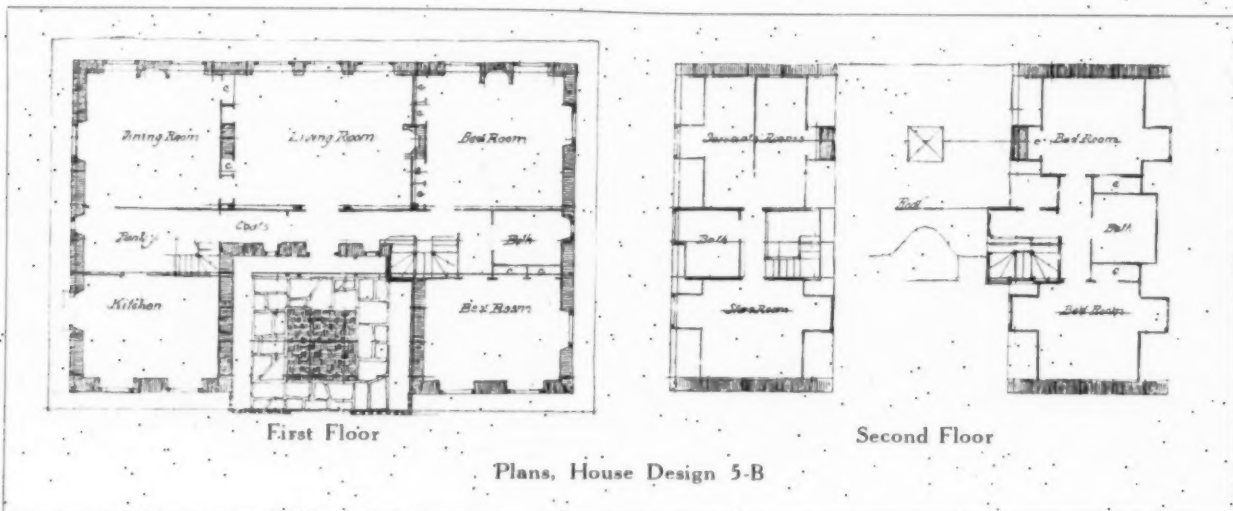 Dining Room
Living Room
Bed Room
Coats
Pantry
Bath
Kitchen
Bed Room
First Floor
Servants Rooms
Bed Room
Roof
Bath
Bath
Store Room
Bed Room
Second Floor
Plans, House Design 5-B